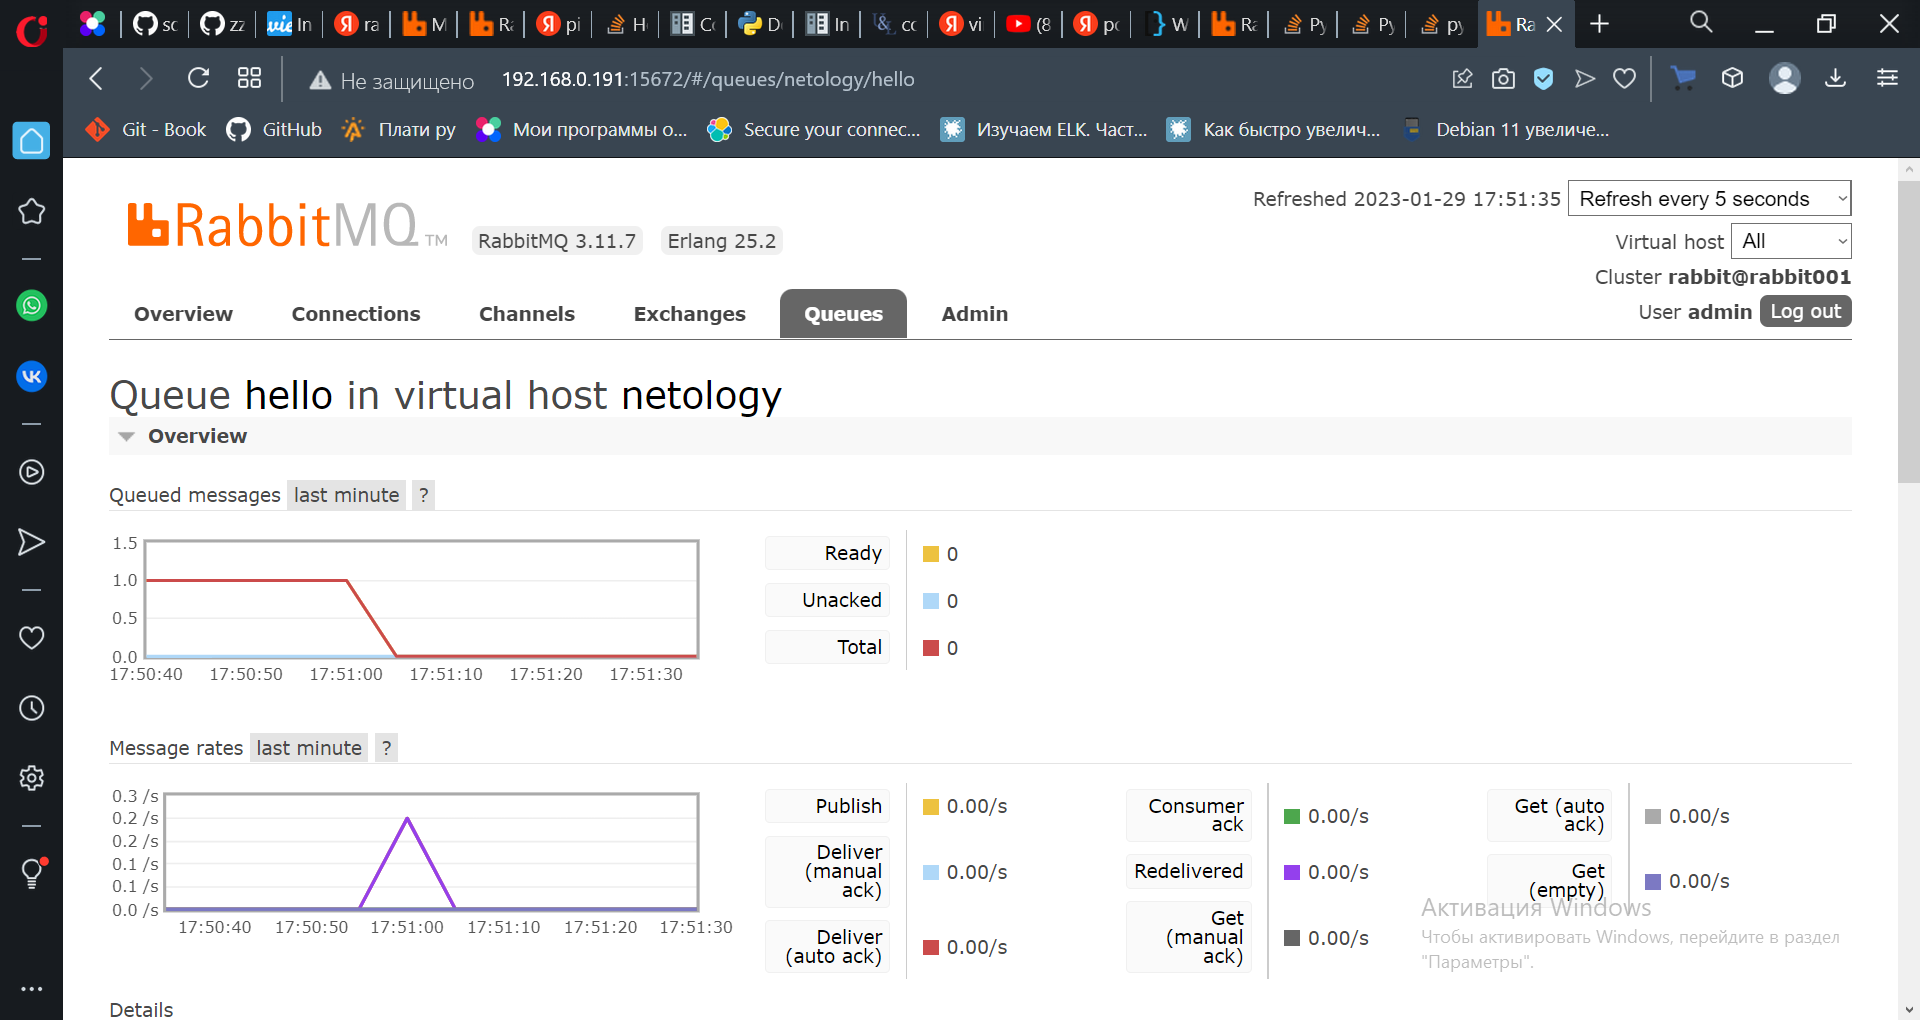 sc
zz
vie In
Я ra
M
Ra
Я pi
H
C
D
In
cc
Я vi
(8
Я рс
W
Ra
Py
Py
py
Ra
Не защищено 192.168.0.191:15672/#/queues/netology/hello
Git - Book GitHub Плати ру Мои программы о... Secure your connec... Изучаем ELK. Част... Как быстро увелич... Debian 11 увеличе...
RabbitMQ TM RabbitMQ 3.11.7 Erlang 25.2
Refreshed 2023-01-29 17:51:35 Refresh every 5 seconds
Virtual host All
Cluster rabbit@rabbit001
User admin Log out
Overview Connections Channels Exchanges Queues Admin
Queue hello in virtual host netology
Overview
Queued messages last minute ?
1.5
1.0
0.5
0.0
17:50:40 17:50:50 17:51:00 17:51:10 17:51:20 17:51:30
Ready 0
Unacked 0
Total 0
Message rates last minute ?
0.3 /s
0.2 /s
0.2 /s
0.1 /s
0.1 /s
0.0 /s
17:50:40 17:50:50 17:51:00 17:51:10 17:51:20 17:51:30
Publish 0.00/s
Deliver
(manual
ack) 0.00/s
Deliver
(auto ack) 0.00/s
Consumer
ack 0.00/s
Redelivered 0.00/s
Get
(manual
ack) 0.00/s
Get (auto
ack) 0.00/s
Get
(empty) 0.00/s
Активация Windows
Чтобы активировать Windows, перейдите в раздел
"Параметры".
Details